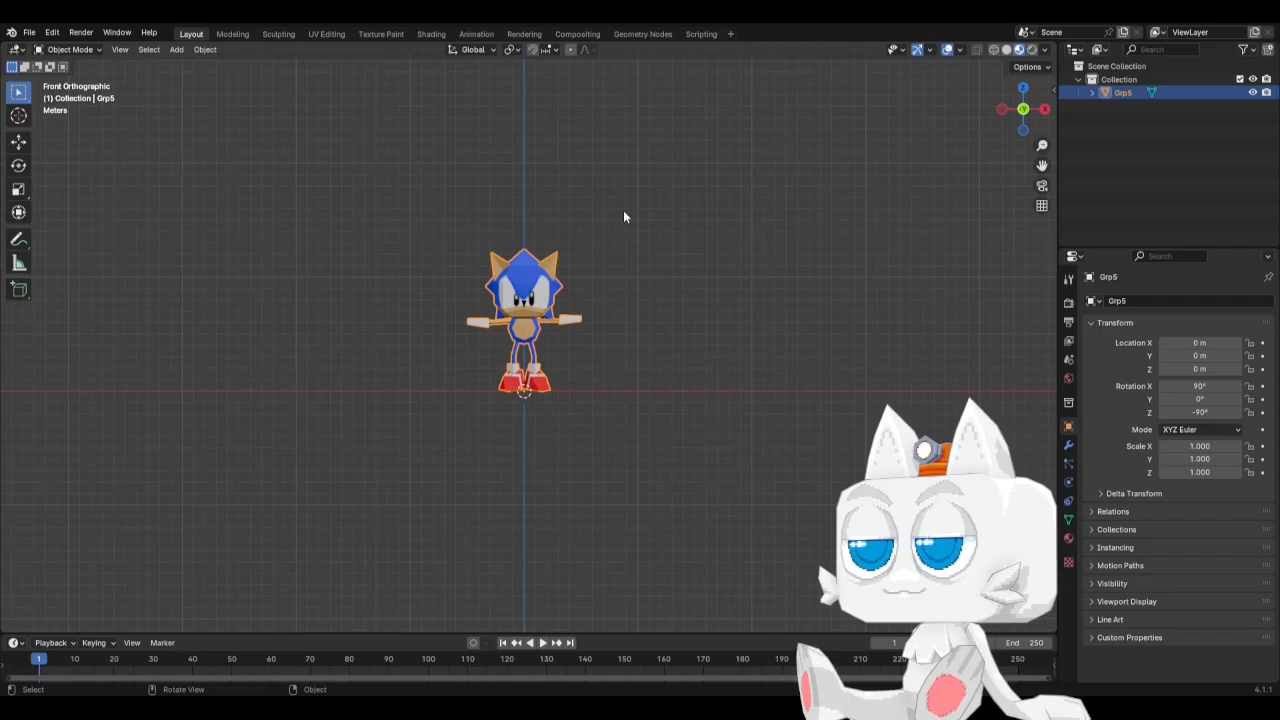 File Edit Render Window Help Layout Modeling Sculpting UV Editing Texture Paint Shading Animation Rendering Compositing Geometry Nodes Scripting + Scene ViewLayer
Object Mode View Select Add Object Global Search
Options
Front Orthographic
(1) Collection | Grp5
Meters
Z
X
-Y
Scene Collection
Collection
Grp5
Search
Grp5
Grp5
Transform
Location X 0 m
Y 0 m
Z 0 m
Rotation X 90°
Y 0°
Z -90°
Mode XYZ Euler
Scale X 1.000
Y 1.000
Z 1.000
Delta Transform
Relations
Collections
Instancing
Motion Paths
Visibility
Viewport Display
Line Art
Custom Properties
Playback Keying View Marker 1 End 250
1 10 20 30 40 50 60 70 80 90 100 110 120 130 140 150 160 170 180 190 200 210 250
Select Rotate View Object 4.1.1